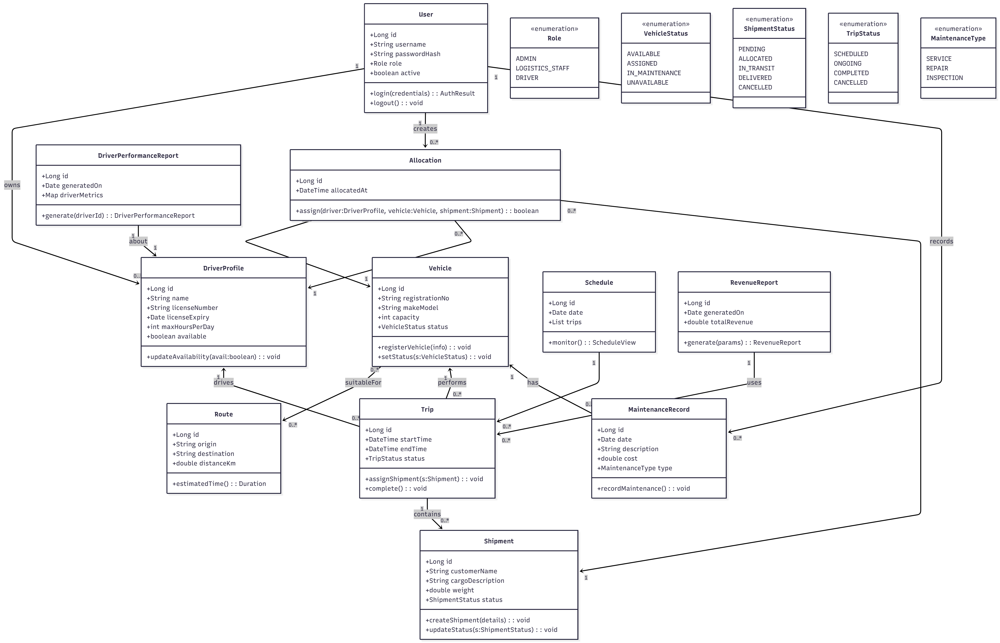 User
+Long id
+String username
+String passwordHash
+Role role
+boolean active
+login(credentials) : : AuthResult
+logout() : : void
«enumeration»
Role
ADMIN
LOGISTICS_STAFF
DRIVER
«enumeration»
VehicleStatus
AVAILABLE
ASSIGNED
IN_MAINTENANCE
UNAVAILABLE
«enumeration»
ShipmentStatus
PENDING
ALLOCATED
IN_TRANSIT
DELIVERED
CANCELLED
«enumeration»
TripStatus
SCHEDULED
ONGOING
COMPLETED
CANCELLED
«enumeration»
MaintenanceType
SERVICE
REPAIR
INSPECTION
1
1
1
creates
0..*
owns
records
DriverPerformanceReport
+Long id
+Date generatedOn
+Map driverMetrics
+generate(driverId) : : DriverPerformanceReport
Allocation
+Long id
+DateTime allocatedAt
+assign(driver:DriverProfile, vehicle:Vehicle, shipment:Shipment) : : boolean
0..*
0..*
1
about
1
0..
1
1
DriverProfile
+Long id
+String name
+String licenseNumber
+Date licenseExpiry
+int maxHoursPerDay
+boolean available
+updateAvailability(avail:boolean) : : void
Vehicle
+Long id
+String registrationNo
+String makeModel
+int capacity
+VehicleStatus status
+registerVehicle(info) : : void
+setStatus(s:VehicleStatus) : : void
Schedule
+Long id
+Date date
+List trips
+monitor() : : ScheduleView
RevenueReport
+Long id
+Date generatedOn
+double totalRevenue
+generate(params) : : RevenueReport
1
drives
0..*
0..*
suitableFor
0..*
1
performs
0..*
1
has
0..
1
0..*
1
uses
0..*
0..*
Route
+Long id
+String origin
+String destination
+double distanceKm
+estimatedTime() : : Duration
Trip
+Long id
+DateTime startTime
+DateTime endTime
+TripStatus status
+assignShipment(s:Shipment) : : void
+complete() : : void
MaintenanceRecord
+Long id
+Date date
+String description
+double cost
+MaintenanceType type
+recordMaintenance() : : void
1
contains
0..*
Shipment
+Long id
+String customerName
+String cargoDescription
+double weight
+ShipmentStatus status
+createShipment(details) : : void
+updateStatus(s:ShipmentStatus) : : void
1